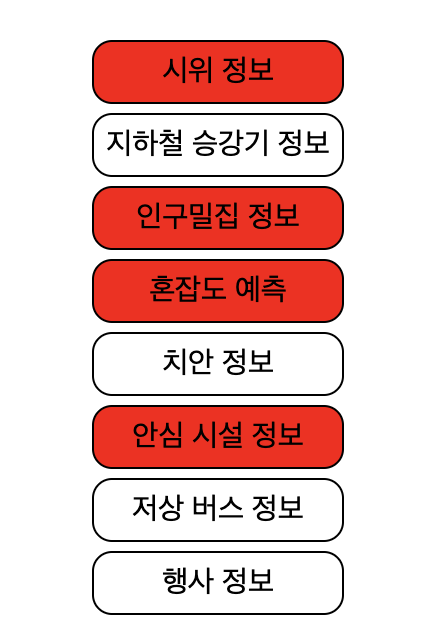 시위 정보
지하철 승강기 정보
인구밀집 정보
혼잡도 예측
치안 정보
안심 시설 정보
저상 버스 정보
행사 정보